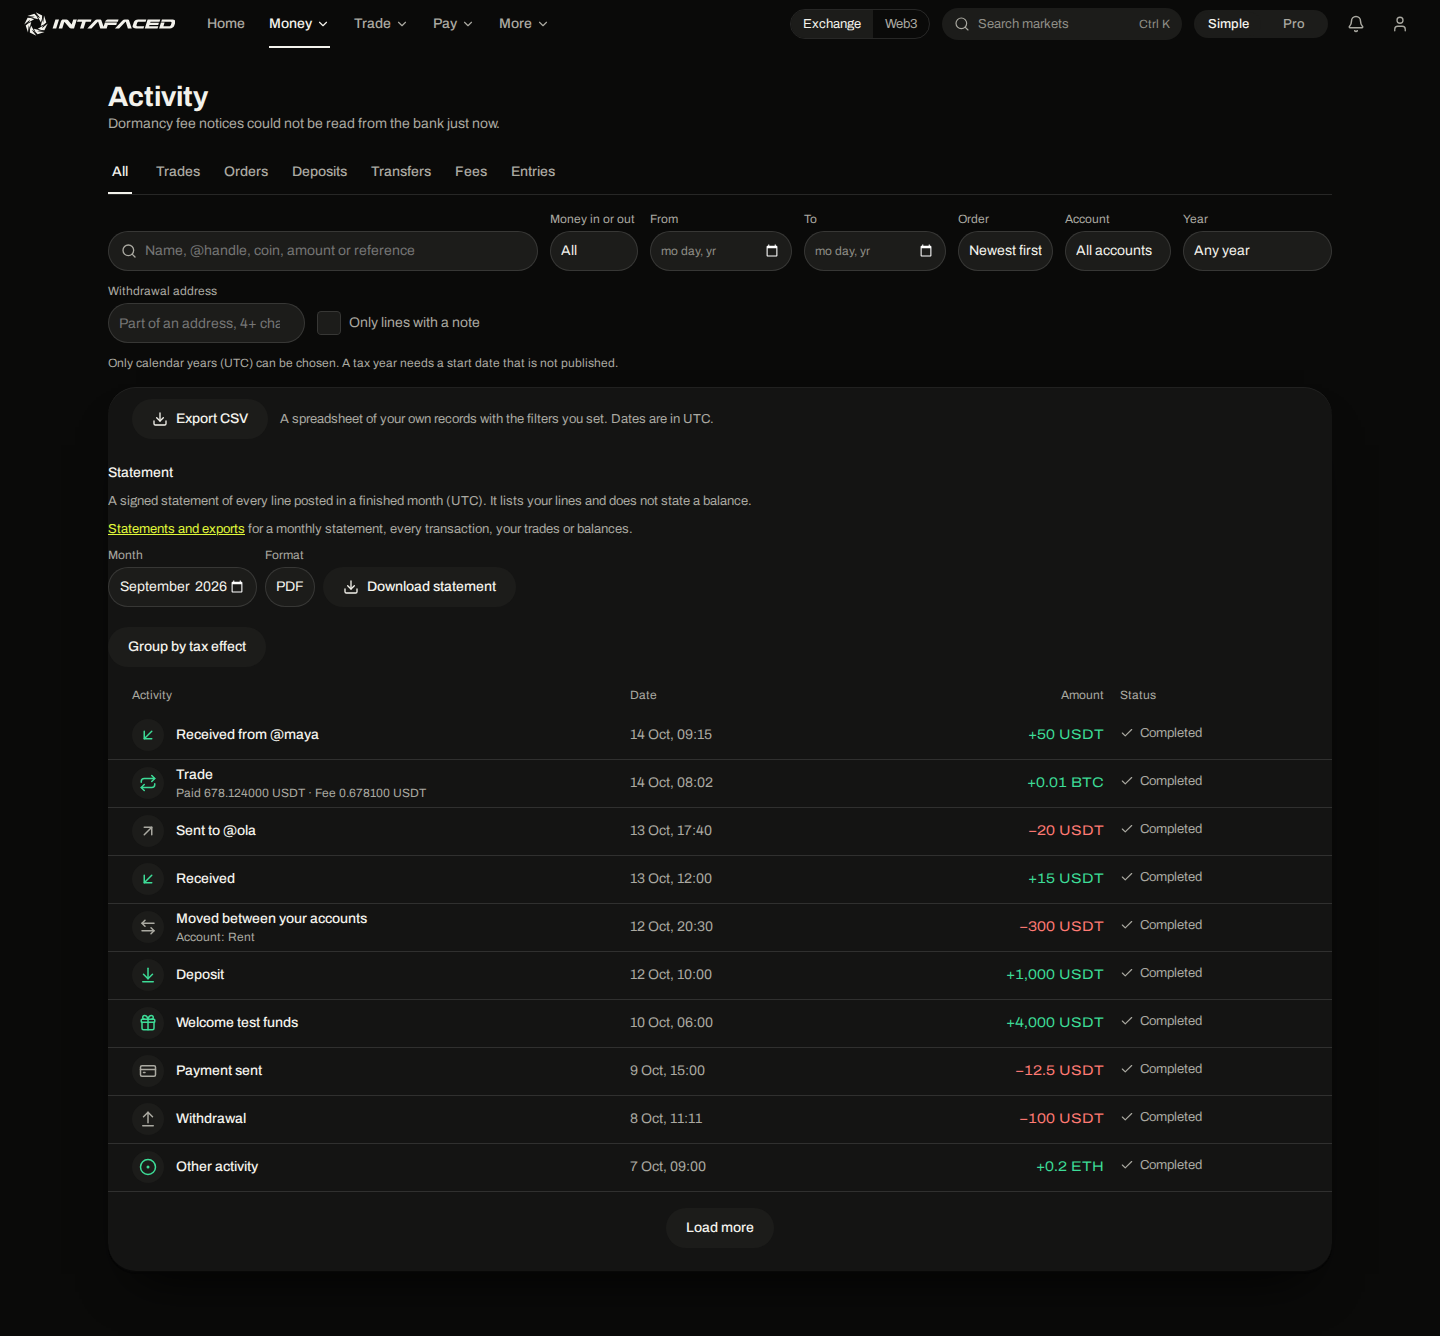 INTAFACED Home Money Trade Pay More Exchange Web3 Search markets Ctrl K Simple Pro
Activity
Dormancy fee notices could not be read from the bank just now.
All Trades Orders Deposits Transfers Fees Entries
Money in or out From To Order Account Year
Name, @handle, coin, amount or reference All mo day, yr mo day, yr Newest first All accounts Any year
Withdrawal address
Part of an address, 4+ cha Only lines with a note
Only calendar years (UTC) can be chosen. A tax year needs a start date that is not published.
Export CSV A spreadsheet of your own records with the filters you set. Dates are in UTC.
Statement
A signed statement of every line posted in a finished month (UTC). It lists your lines and does not state a balance.
Statements and exports for a monthly statement, every transaction, your trades or balances.
Month Format
September 2026 PDF Download statement
Group by tax effect
Activity Date Amount Status
Received from @maya 14 Oct, 09:15 +50 USDT Completed
Trade
Paid 678.124000 USDT · Fee 0.678100 USDT 14 Oct, 08:02 +0.01 BTC Completed
Sent to @ola 13 Oct, 17:40 −20 USDT Completed
Received 13 Oct, 12:00 +15 USDT Completed
Moved between your accounts
Account: Rent 12 Oct, 20:30 −300 USDT Completed
Deposit 12 Oct, 10:00 +1,000 USDT Completed
Welcome test funds 10 Oct, 06:00 +4,000 USDT Completed
Payment sent 9 Oct, 15:00 −12.5 USDT Completed
Withdrawal 8 Oct, 11:11 −100 USDT Completed
Other activity 7 Oct, 09:00 +0.2 ETH Completed
Load more